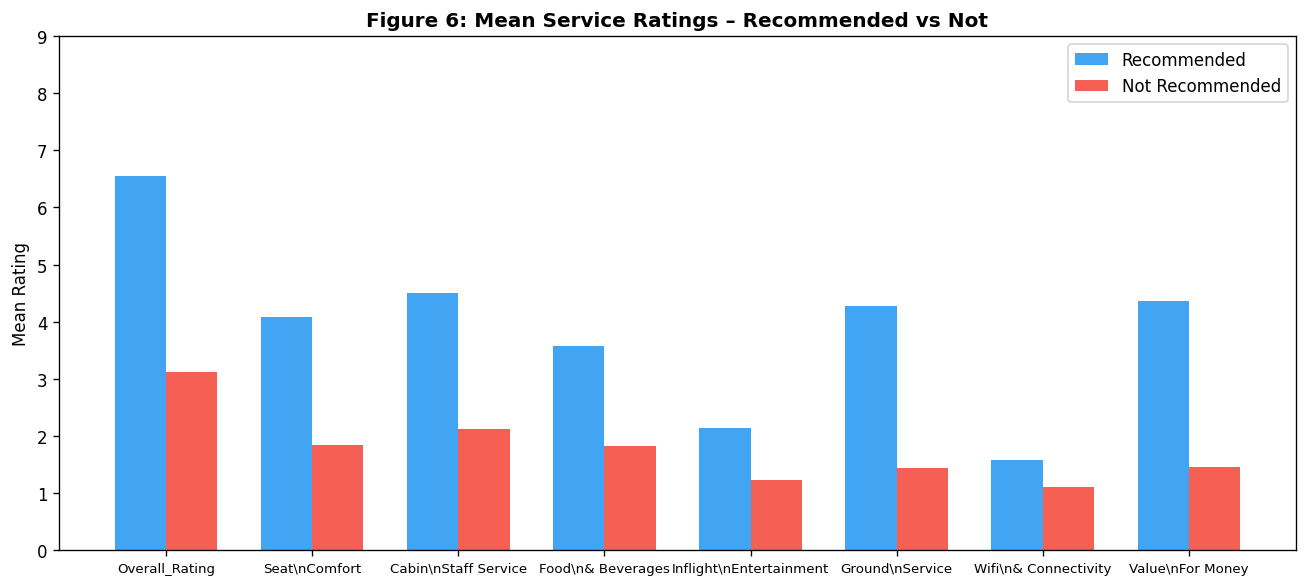 Figure 6: Mean Service Ratings – Recommended vs Not
Recommended
Not Recommended
Mean Rating
9
8
7
6
5
4
3
2
1
0
Overall_Rating
Seat\nComfort
Cabin\nStaff Service
Food\n& Beverages
Inflight\nEntertainment
Ground\nService
Wifi\n& Connectivity
Value\nFor Money